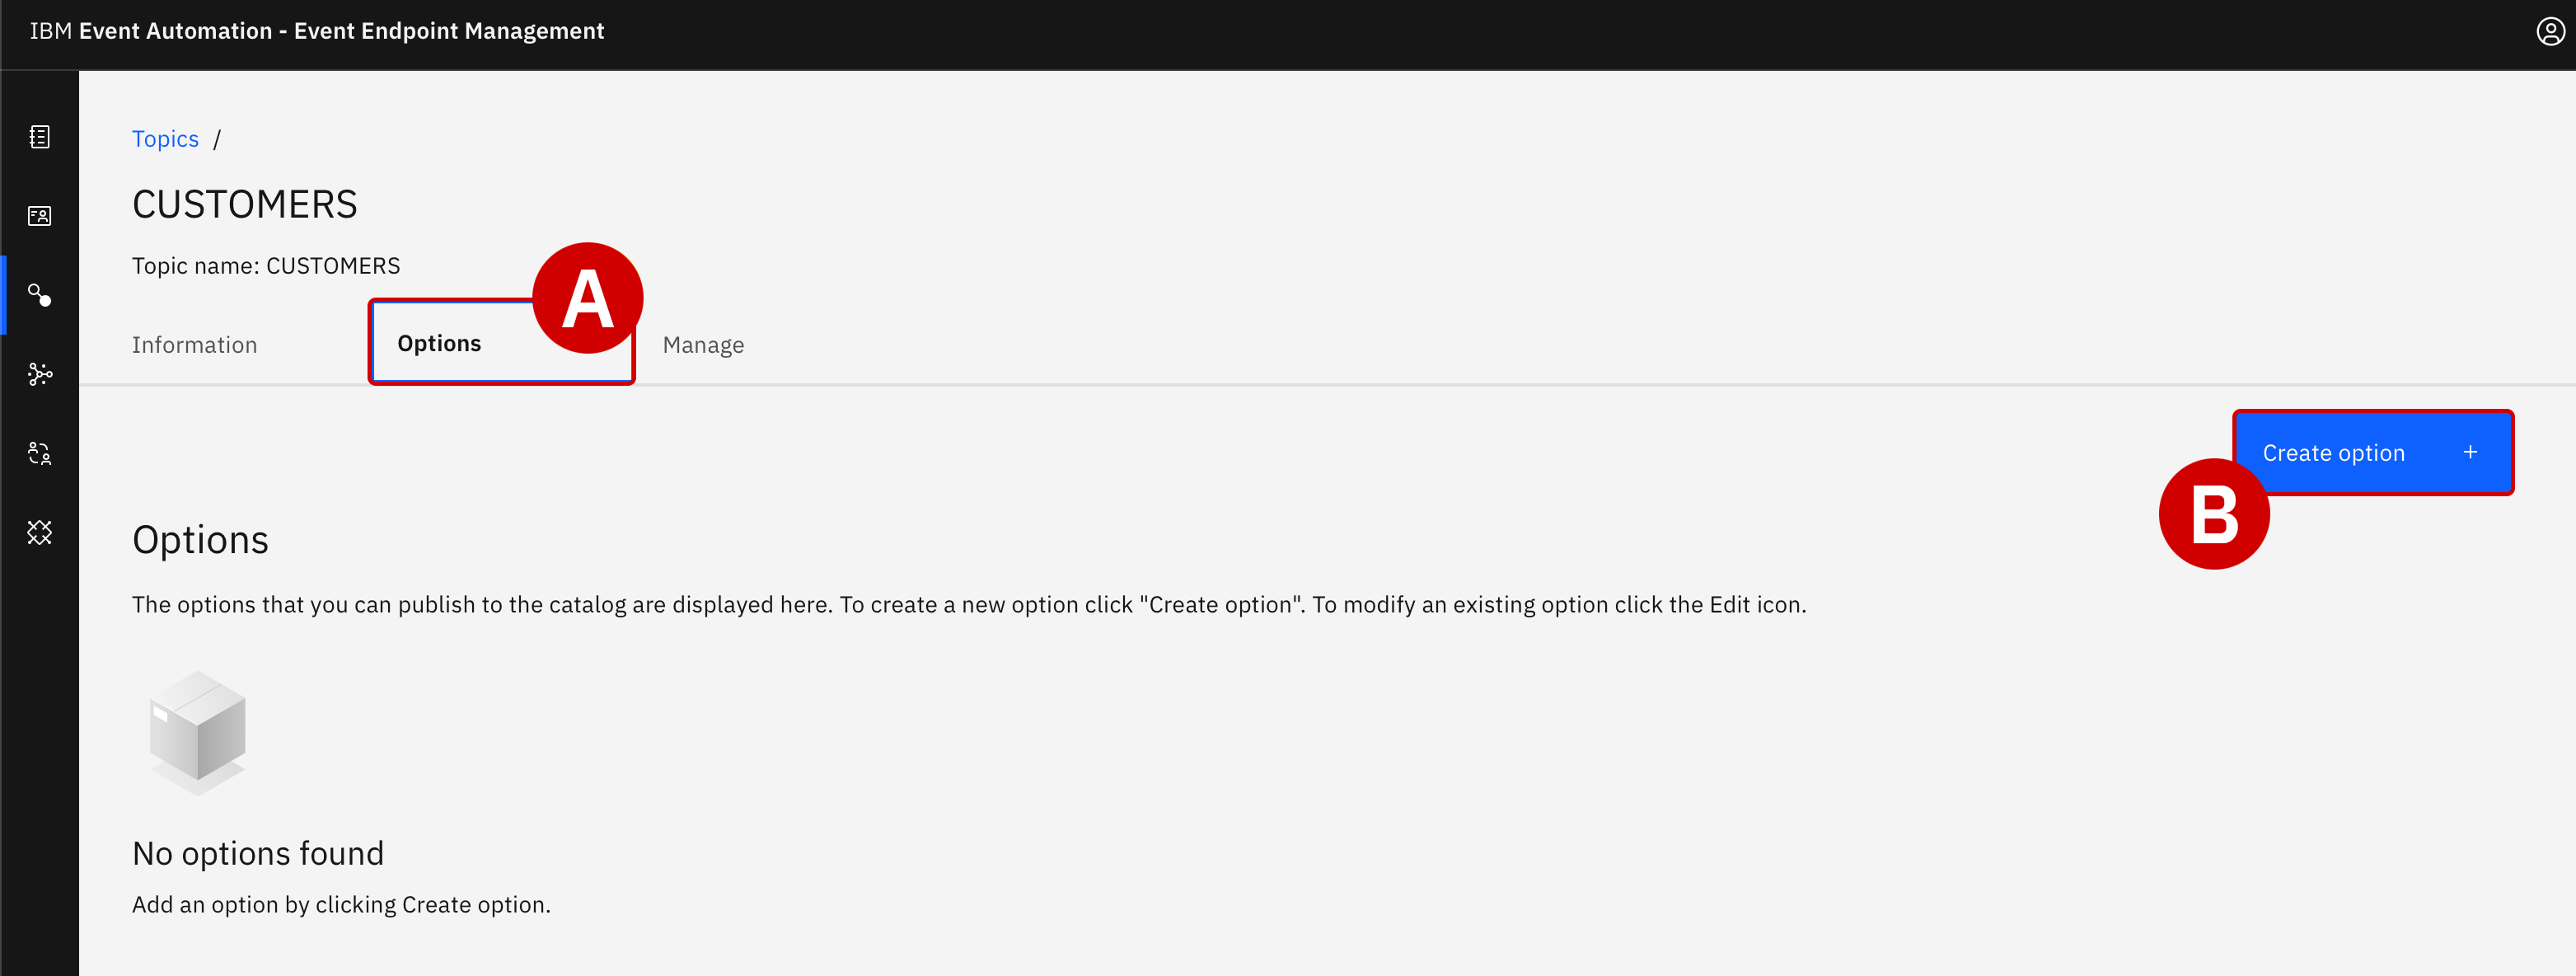 IBM Event Automation - Event Endpoint Management
Topics /
CUSTOMERS
Topic name: CUSTOMERS
A
Information
Options
Manage
Create option +
B
Options
The options that you can publish to the catalog are displayed here. To create a new option click "Create option". To modify an existing option click the Edit icon.
No options found
Add an option by clicking Create option.